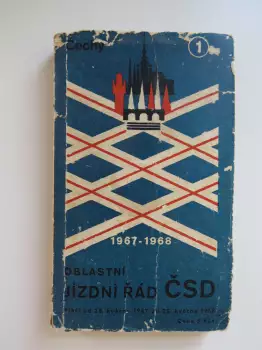 Čechy
1
1967-1968
OBLASTNÍ
JÍZDNÍ ŘÁD ČSD